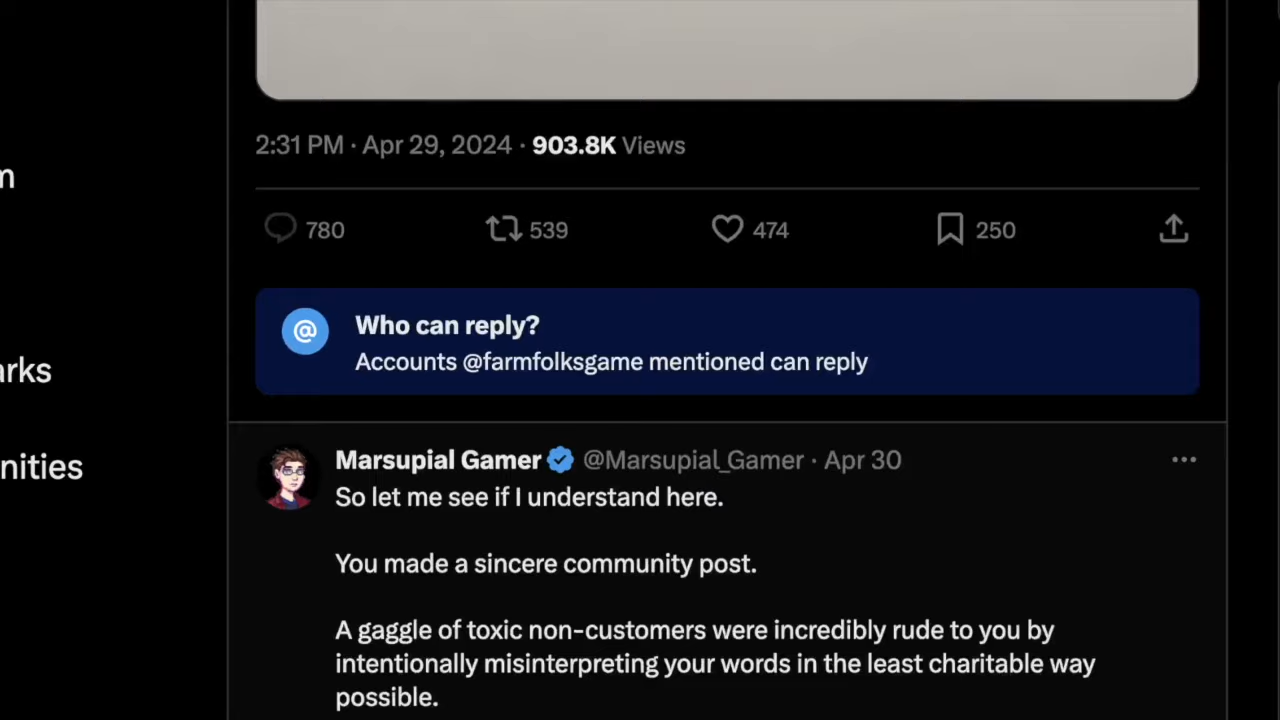 2:31 PM · Apr 29, 2024 · 903.8K Views
m
780 539 474 250
Who can reply?
Accounts @farmfolksgame mentioned can reply
arks
Marsupial Gamer @Marsupial_Gamer · Apr 30
nities
So let me see if I understand here.
You made a sincere community post.
A gaggle of toxic non-customers were incredibly rude to you by
intentionally misinterpreting your words in the least charitable way
possible.